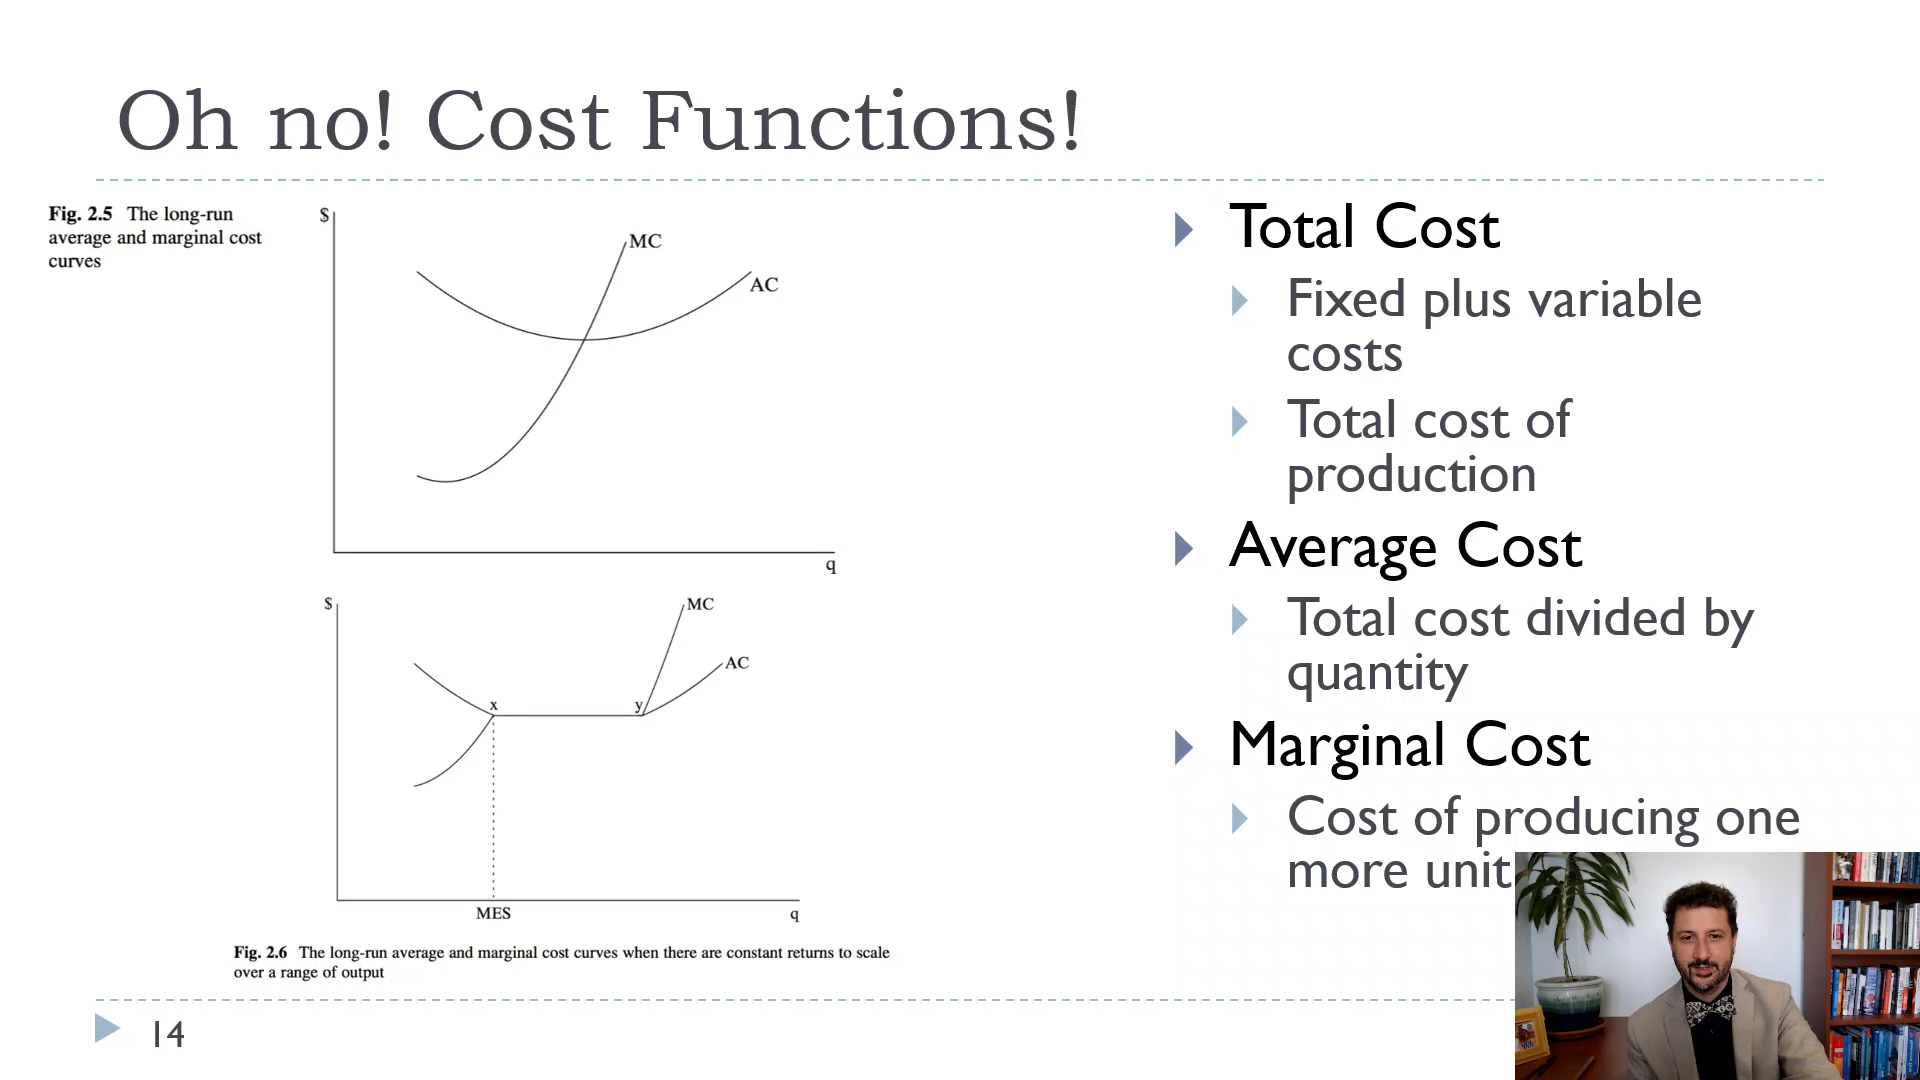 Oh no! Cost Functions!
Fig. 2.5 The long-run
average and marginal cost
curves
$
MC
AC
q
$
MC
AC
x
y
MES
q
Fig. 2.6 The long-run average and marginal cost curves when there are constant returns to scale
over a range of output
Total Cost
Fixed plus variable
costs
Total cost of
production
Average Cost
Total cost divided by
quantity
Marginal Cost
Cost of producing one
more unit
14